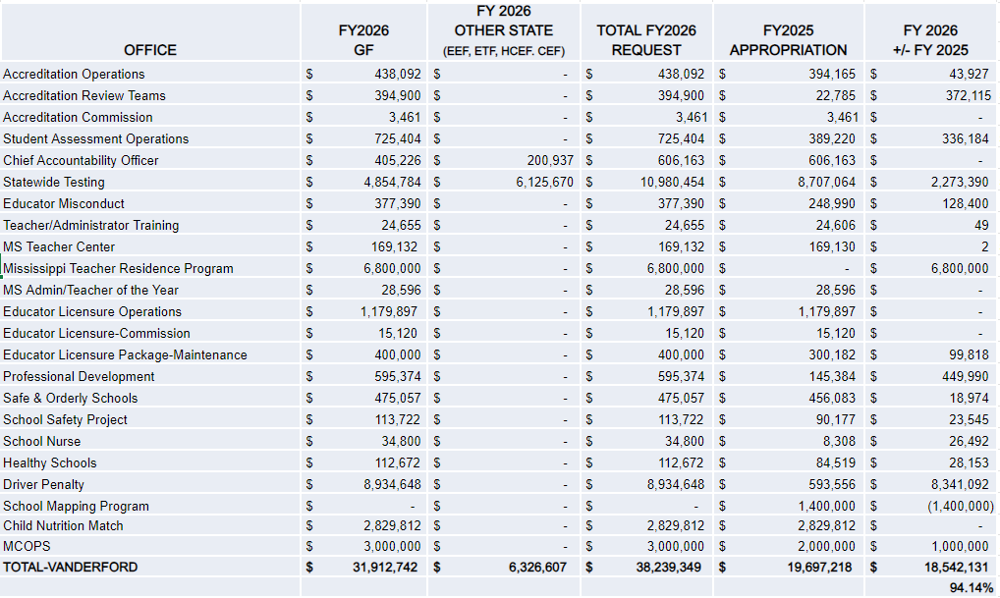 OFFICE FY2026 GF FY 2026 OTHER STATE (EEF, ETF, HCEF. CEF) TOTAL FY2026 REQUEST FY2025 APPROPRIATION FY 2026 +/- FY 2025
Accreditation Operations $ 438,092 $ - $ 438,092 $ 394,165 $ 43,927
Accreditation Review Teams $ 394,900 $ - $ 394,900 $ 22,785 $ 372,115
Accreditation Commission $ 3,461 $ - $ 3,461 $ 3,461 $ -
Student Assessment Operations $ 725,404 $ - $ 725,404 $ 389,220 $ 336,184
Chief Accountability Officer $ 405,226 $ 200,937 $ 606,163 $ 606,163 $ -
Statewide Testing $ 4,854,784 $ 6,125,670 $ 10,980,454 $ 8,707,064 $ 2,273,390
Educator Misconduct $ 377,390 $ - $ 377,390 $ 248,990 $ 128,400
Teacher/Administrator Training $ 24,655 $ - $ 24,655 $ 24,606 $ 49
MS Teacher Center $ 169,132 $ - $ 169,132 $ 169,130 $ 2
Mississippi Teacher Residence Program $ 6,800,000 $ - $ 6,800,000 $ - $ 6,800,000
MS Admin/Teacher of the Year $ 28,596 $ - $ 28,596 $ 28,596 $ -
Educator Licensure Operations $ 1,179,897 $ - $ 1,179,897 $ 1,179,897 $ -
Educator Licensure-Commission $ 15,120 $ - $ 15,120 $ 15,120 $ -
Educator Licensure Package-Maintenance $ 400,000 $ - $ 400,000 $ 300,182 $ 99,818
Professional Development $ 595,374 $ - $ 595,374 $ 145,384 $ 449,990
Safe & Orderly Schools $ 475,057 $ - $ 475,057 $ 456,083 $ 18,974
School Safety Project $ 113,722 $ - $ 113,722 $ 90,177 $ 23,545
School Nurse $ 34,800 $ - $ 34,800 $ 8,308 $ 26,492
Healthy Schools $ 112,672 $ - $ 112,672 $ 84,519 $ 28,153
Driver Penalty $ 8,934,648 $ - $ 8,934,648 $ 593,556 $ 8,341,092
School Mapping Program $ - $ - $ - $ 1,400,000 $ (1,400,000)
Child Nutrition Match $ 2,829,812 $ - $ 2,829,812 $ 2,829,812 $ -
MCOPS $ 3,000,000 $ - $ 3,000,000 $ 2,000,000 $ 1,000,000
TOTAL-VANDERFORD $ 31,912,742 $ 6,326,607 $ 38,239,349 $ 19,697,218 $ 18,542,131
94.14%